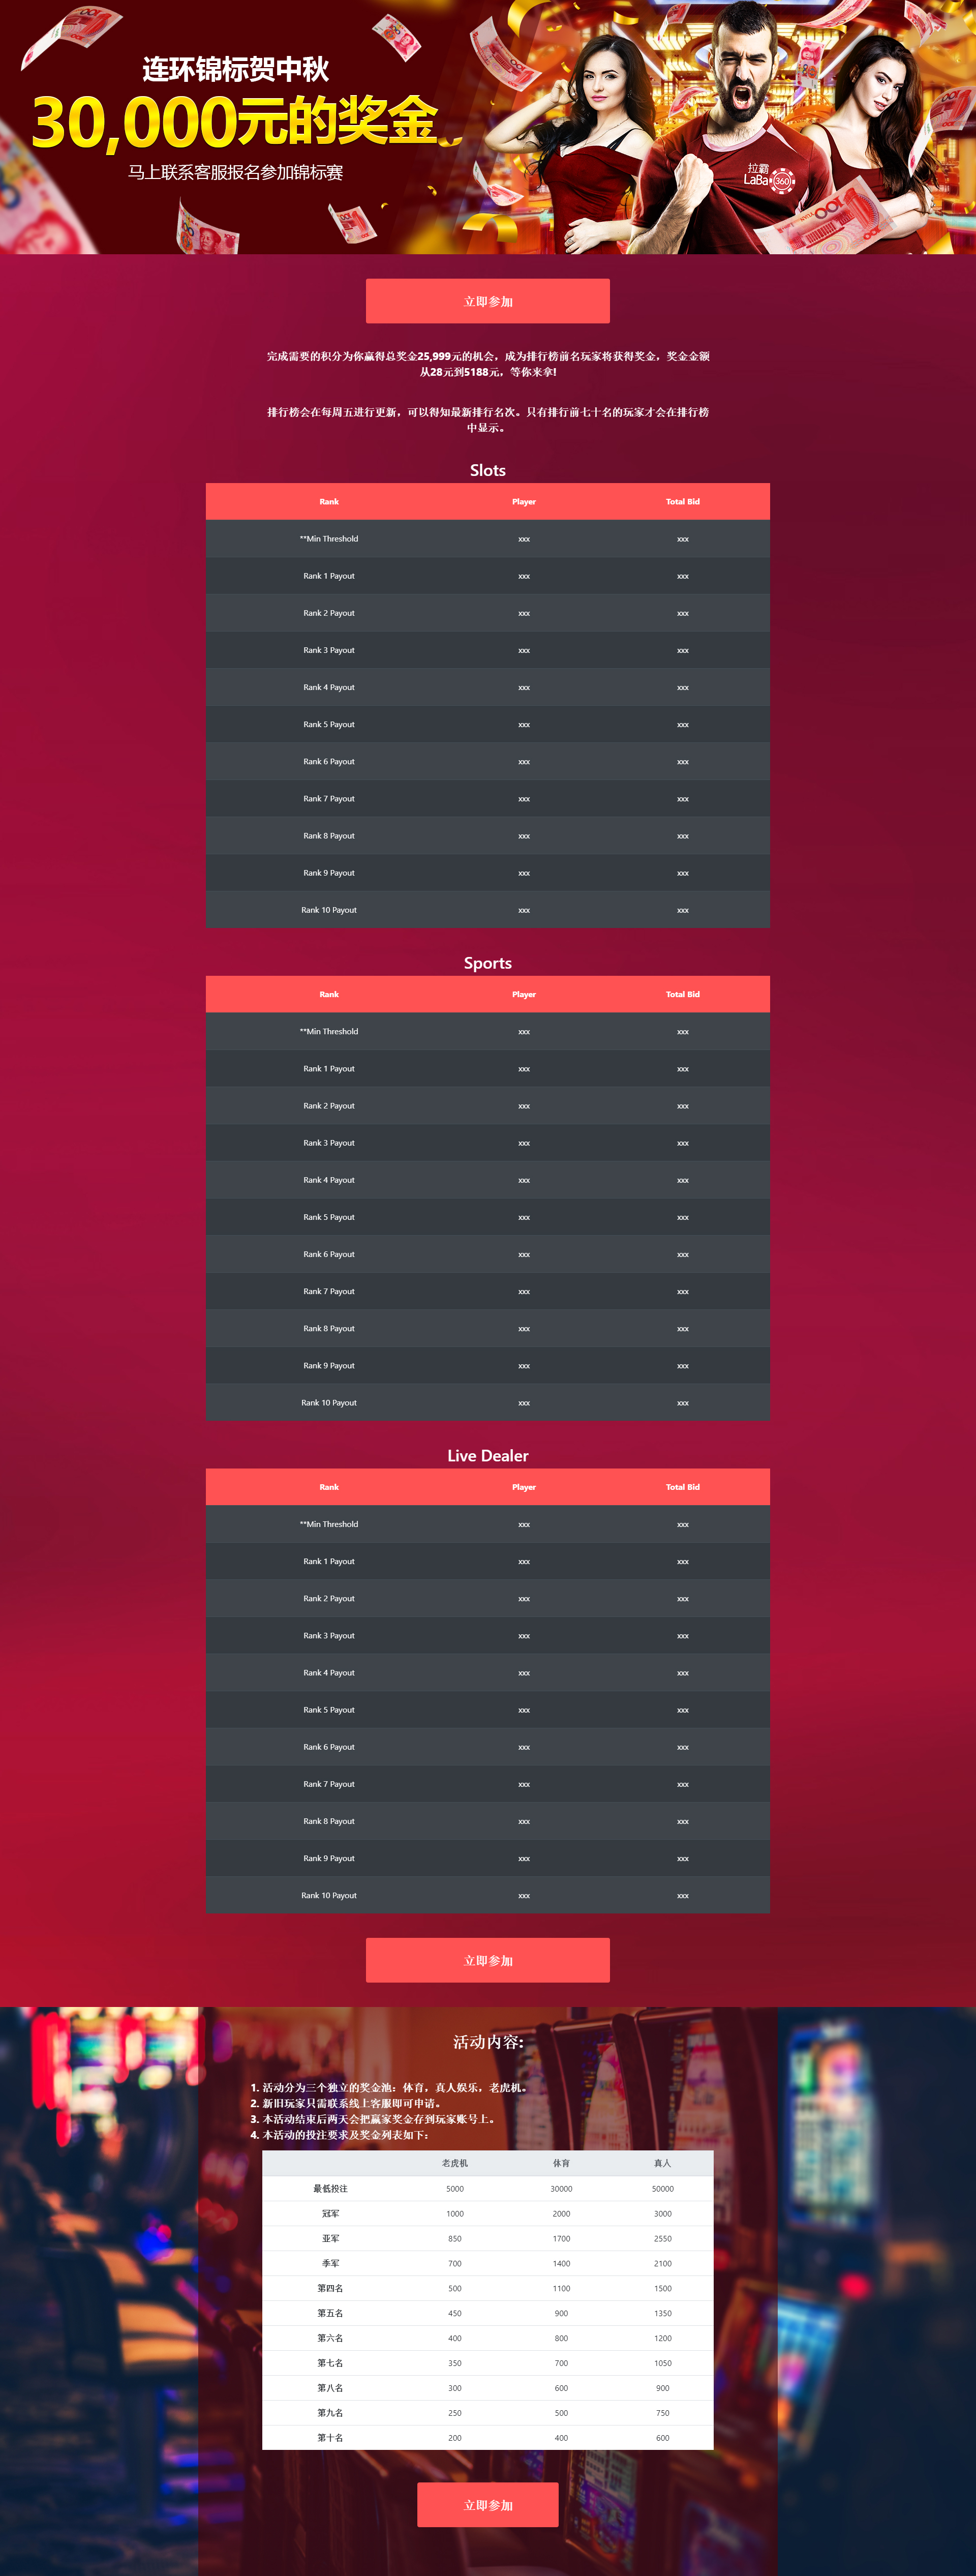 连环锦标贺中秋
30,000元的奖金
马上联系客服报名参加锦标赛
拉霸
LaBa 360
立即参加
完成需要的积分为你赢得总奖金25,999元的机会，成为排行榜前名玩家将获得奖金，奖金金额
从28元到5188元，等你来拿!
排行榜会在每周五进行更新，可以得知最新排行名次。只有排行前七十名的玩家才会在排行榜
中显示。
Slots
Rank Player Total Bid
**Min Threshold xxx xxx
Rank 1 Payout xxx xxx
Rank 2 Payout xxx xxx
Rank 3 Payout xxx xxx
Rank 4 Payout xxx xxx
Rank 5 Payout xxx xxx
Rank 6 Payout xxx xxx
Rank 7 Payout xxx xxx
Rank 8 Payout xxx xxx
Rank 9 Payout xxx xxx
Rank 10 Payout xxx xxx
Sports
Rank Player Total Bid
**Min Threshold xxx xxx
Rank 1 Payout xxx xxx
Rank 2 Payout xxx xxx
Rank 3 Payout xxx xxx
Rank 4 Payout xxx xxx
Rank 5 Payout xxx xxx
Rank 6 Payout xxx xxx
Rank 7 Payout xxx xxx
Rank 8 Payout xxx xxx
Rank 9 Payout xxx xxx
Rank 10 Payout xxx xxx
Live Dealer
Rank Player Total Bid
**Min Threshold xxx xxx
Rank 1 Payout xxx xxx
Rank 2 Payout xxx xxx
Rank 3 Payout xxx xxx
Rank 4 Payout xxx xxx
Rank 5 Payout xxx xxx
Rank 6 Payout xxx xxx
Rank 7 Payout xxx xxx
Rank 8 Payout xxx xxx
Rank 9 Payout xxx xxx
Rank 10 Payout xxx xxx
立即参加
活动内容:
1. 活动分为三个独立的奖金池：体育，真人娱乐，老虎机。
2. 新旧玩家只需联系线上客服即可申请。
3. 本活动结束后两天会把赢家奖金存到玩家账号上。
4. 本活动的投注要求及奖金列表如下：
老虎机 体育 真人
最低投注 5000 30000 50000
冠军 1000 2000 3000
亚军 850 1700 2550
季军 700 1400 2100
第四名 500 1100 1500
第五名 450 900 1350
第六名 400 800 1200
第七名 350 700 1050
第八名 300 600 900
第九名 250 500 750
第十名 200 400 600
立即参加